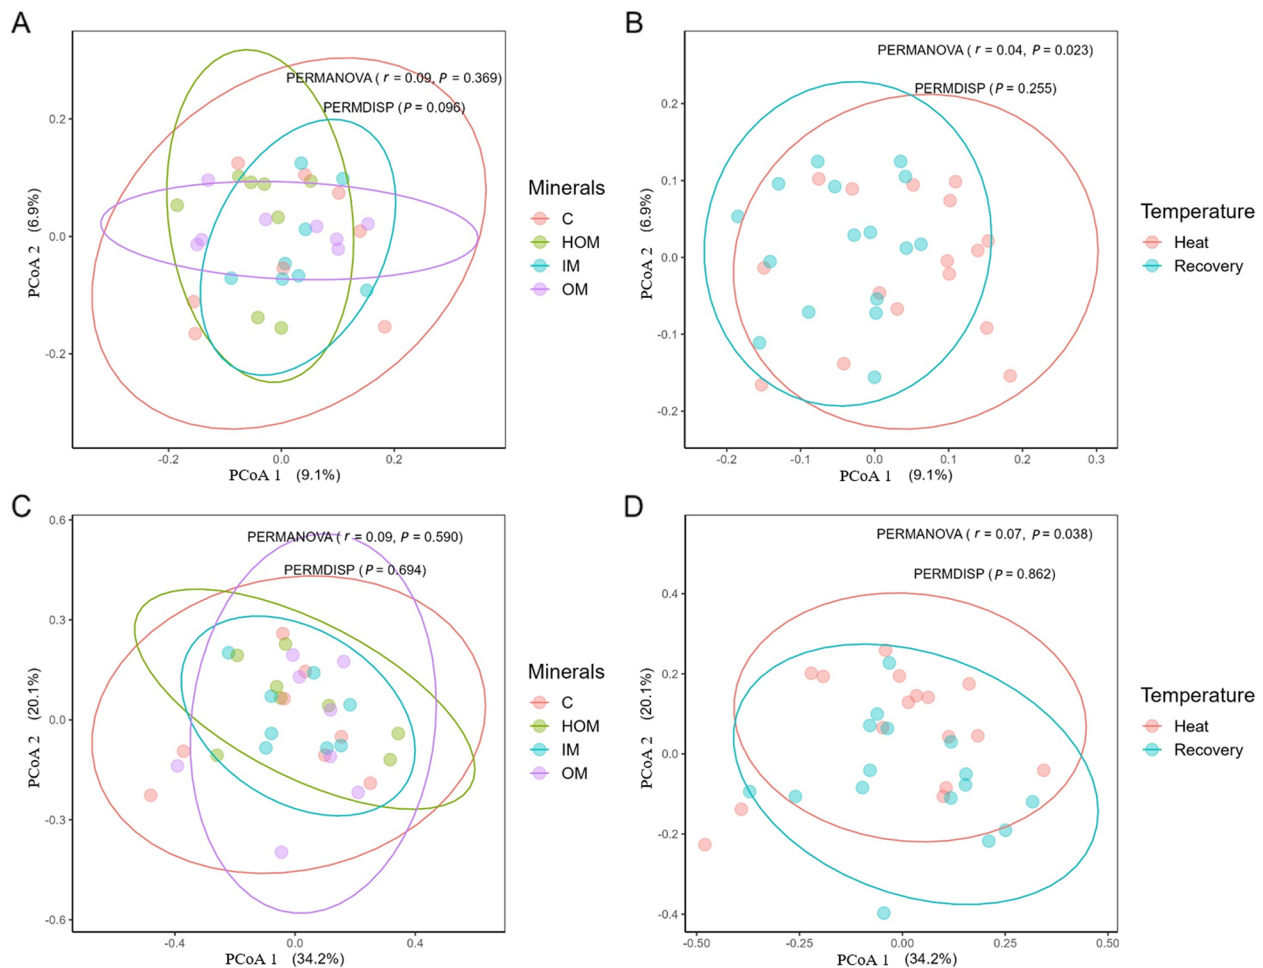 A
PERMANOVA ( r = 0.09, P = 0.369)
PERMDISP (P = 0.096)
0.2
0.0
-0.2
PCoA 2 (6.9%)
-0.2 0.0 0.2
PCoA 1 (9.1%)
Minerals
C
HOM
IM
OM
B
PERMANOVA ( r = 0.04, P = 0.023)
PERMDISP (P = 0.255)
0.2
0.1
0.0
-0.1
-0.2
PCoA 2 (6.9%)
-0.2 -0.1 0.0 0.1 0.2 0.3
PCoA 1 (9.1%)
Temperature
Heat
Recovery
C
PERMANOVA ( r = 0.09, P = 0.590)
PERMDISP (P = 0.694)
0.6
0.3
0.0
-0.3
-0.6
PCoA 2 (20.1%)
-0.4 0.0 0.4
PCoA 1 (34.2%)
Minerals
C
HOM
IM
OM
D
PERMANOVA ( r = 0.07, P = 0.038)
PERMDISP (P = 0.862)
0.4
0.2
0.0
-0.2
-0.4
PCoA 2 (20.1%)
-0.50 -0.25 0.00 0.25 0.50
PCoA 1 (34.2%)
Temperature
Heat
Recovery